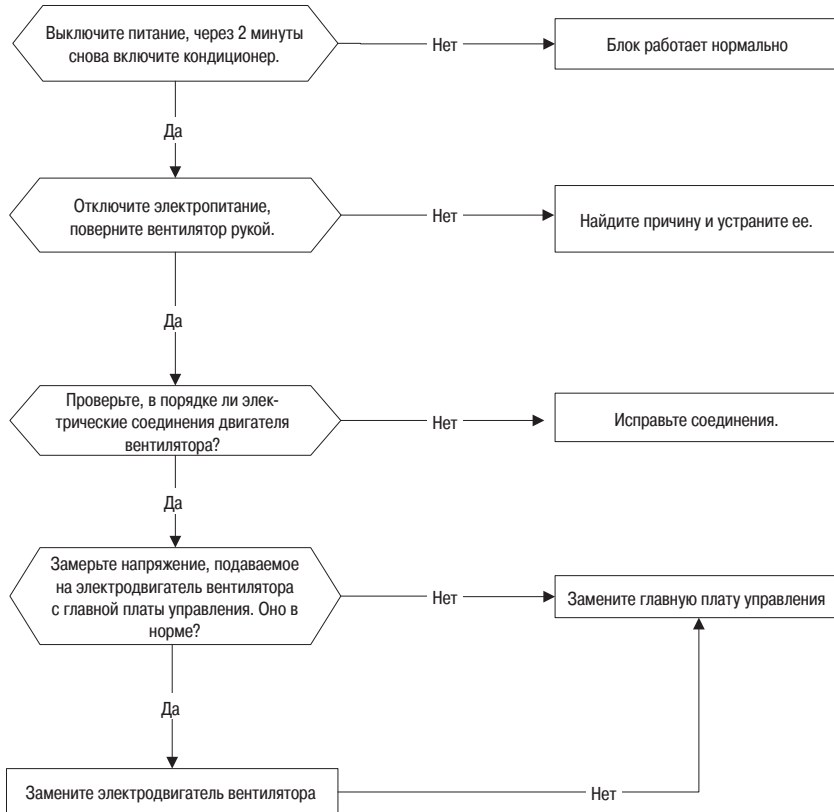 Выключите питание, через 2 минуты
снова включите кондиционер.
Нет
Блок работает нормально
Да
Отключите электропитание,
поверните вентилятор рукой.
Нет
Найдите причину и устраните ее.
Да
Проверьте, в порядке ли элек-
трические соединения двигателя
вентилятора?
Нет
Исправьте соединения.
Да
Замерьте напряжение, подаваемое
на электродвигатель вентилятора
с главной платы управления. Оно в
норме?
Нет
Замените главную плату управления
Да
Замените электродвигатель вентилятора
Нет